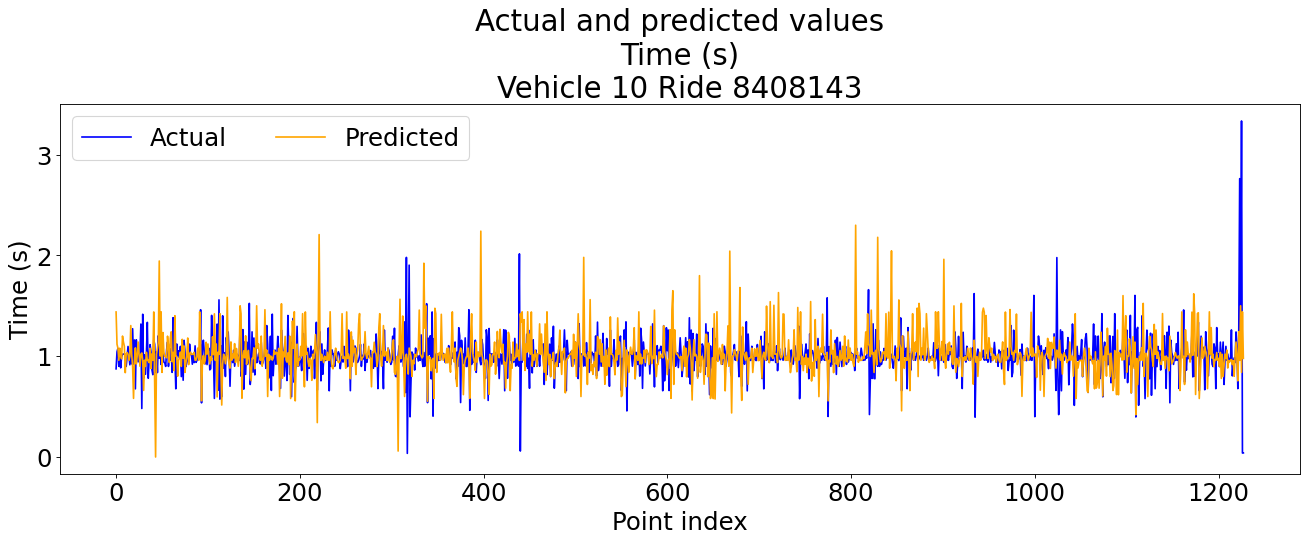 Actual and predicted values
Time (s)
Vehicle 10 Ride 8408143
Actual
Predicted
Time (s)
3
2
1
0
0
200
400
600
800
1000
1200
Point index